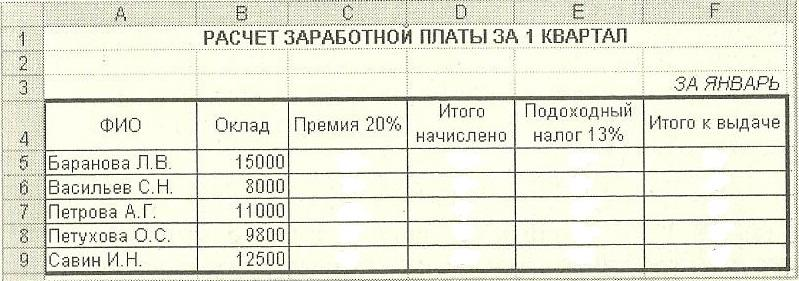 A B C D E F
1 РАСЧЕТ ЗАРАБОТНОЙ ПЛАТЫ ЗА 1 КВАРТАЛ
2
3 ЗА ЯНВАРЬ
4 ФИО Оклад Премия 20% Итого начислено Подоходный налог 13% Итого к выдаче
5 Баранова Л.В. 15000
6 Васильев С.Н. 8000
7 Петрова А.Г. 11000
8 Петухова О.С. 9800
9 Савин И.Н. 12500